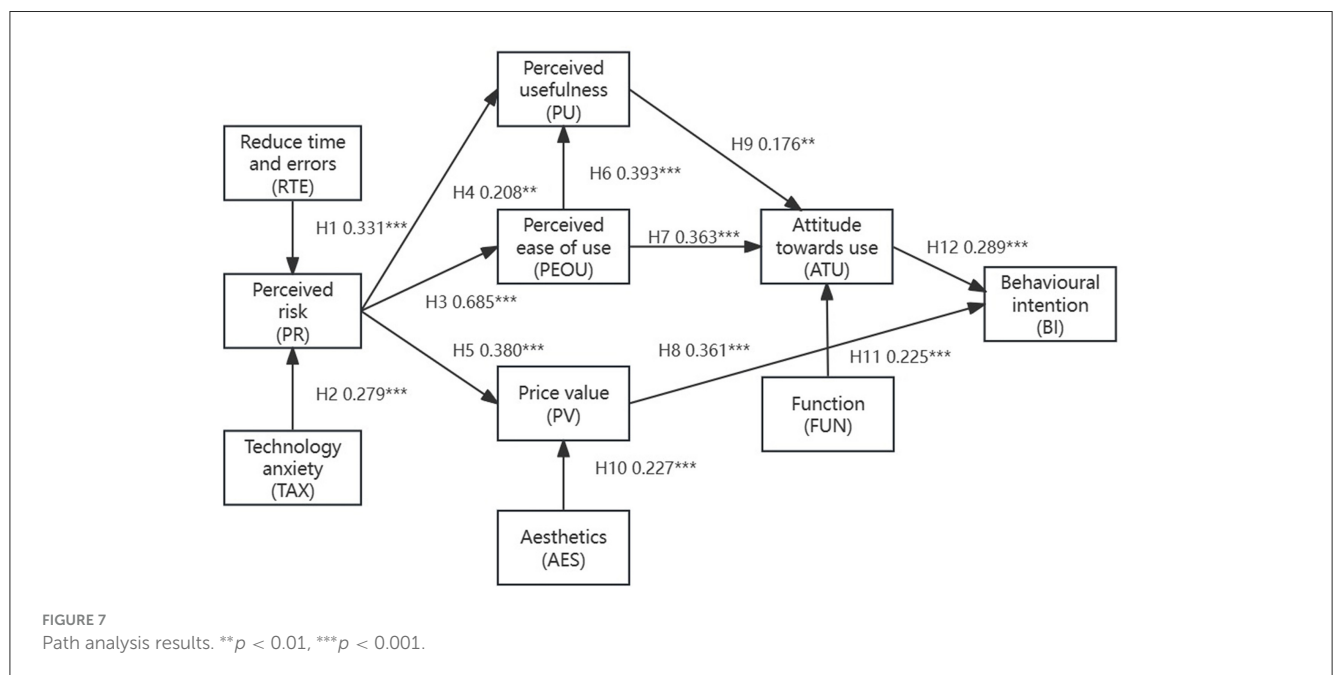 Perceived
usefulness
(PU)
H9 0.176**
Reduce time
and errors
(RTE)
H6 0.393***
H4 0.208**
H1 0.331***
Perceived
ease of use
(PEOU)
H7 0.363***
Attitude
towards use
(ATU)
H12 0.289***
Perceived
risk
(PR)
H3 0.685***
Behavioural
intention
(BI)
H5 0.380***
H8 0.361***
H11 0.225***
H2 0.279***
Price value
(PV)
Function
(FUN)
Technology
anxiety
(TAX)
H10 0.227***
Aesthetics
(AES)
FIGURE 7
Path analysis results. **p < 0.01, ***p < 0.001.